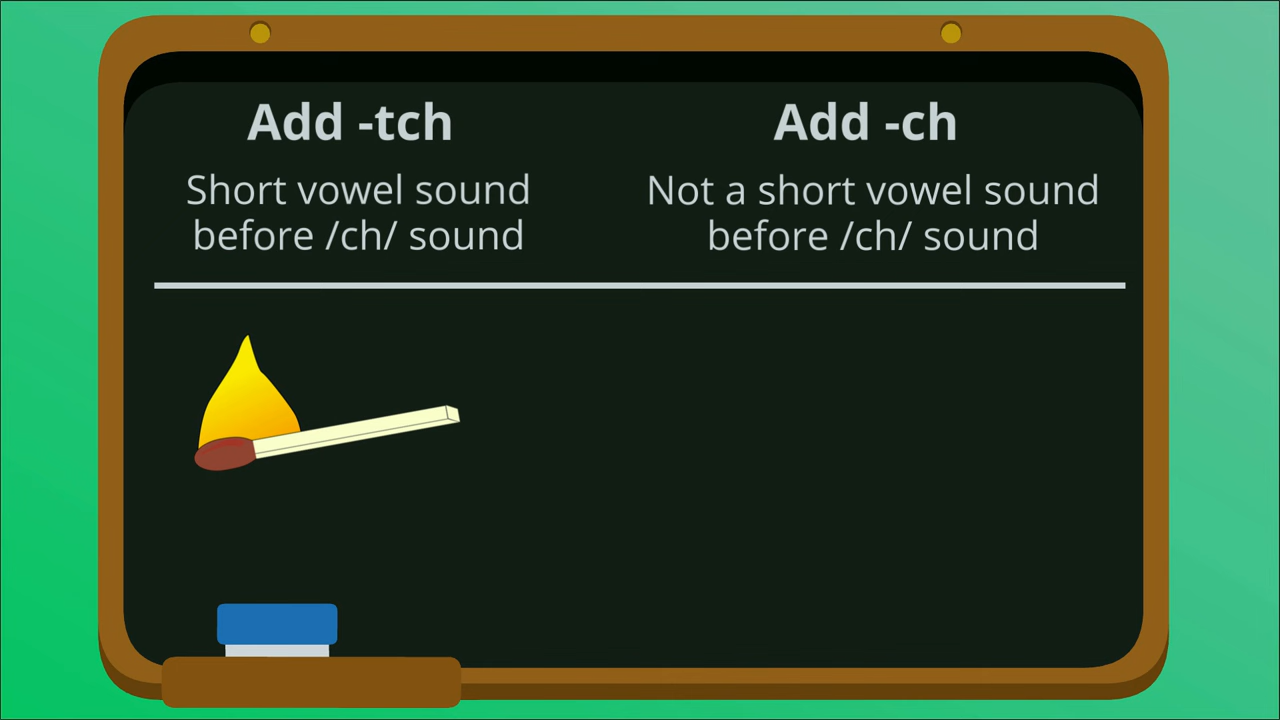 Add -tch
Short vowel sound
before /ch/ sound
Add -ch
Not a short vowel sound
before /ch/ sound